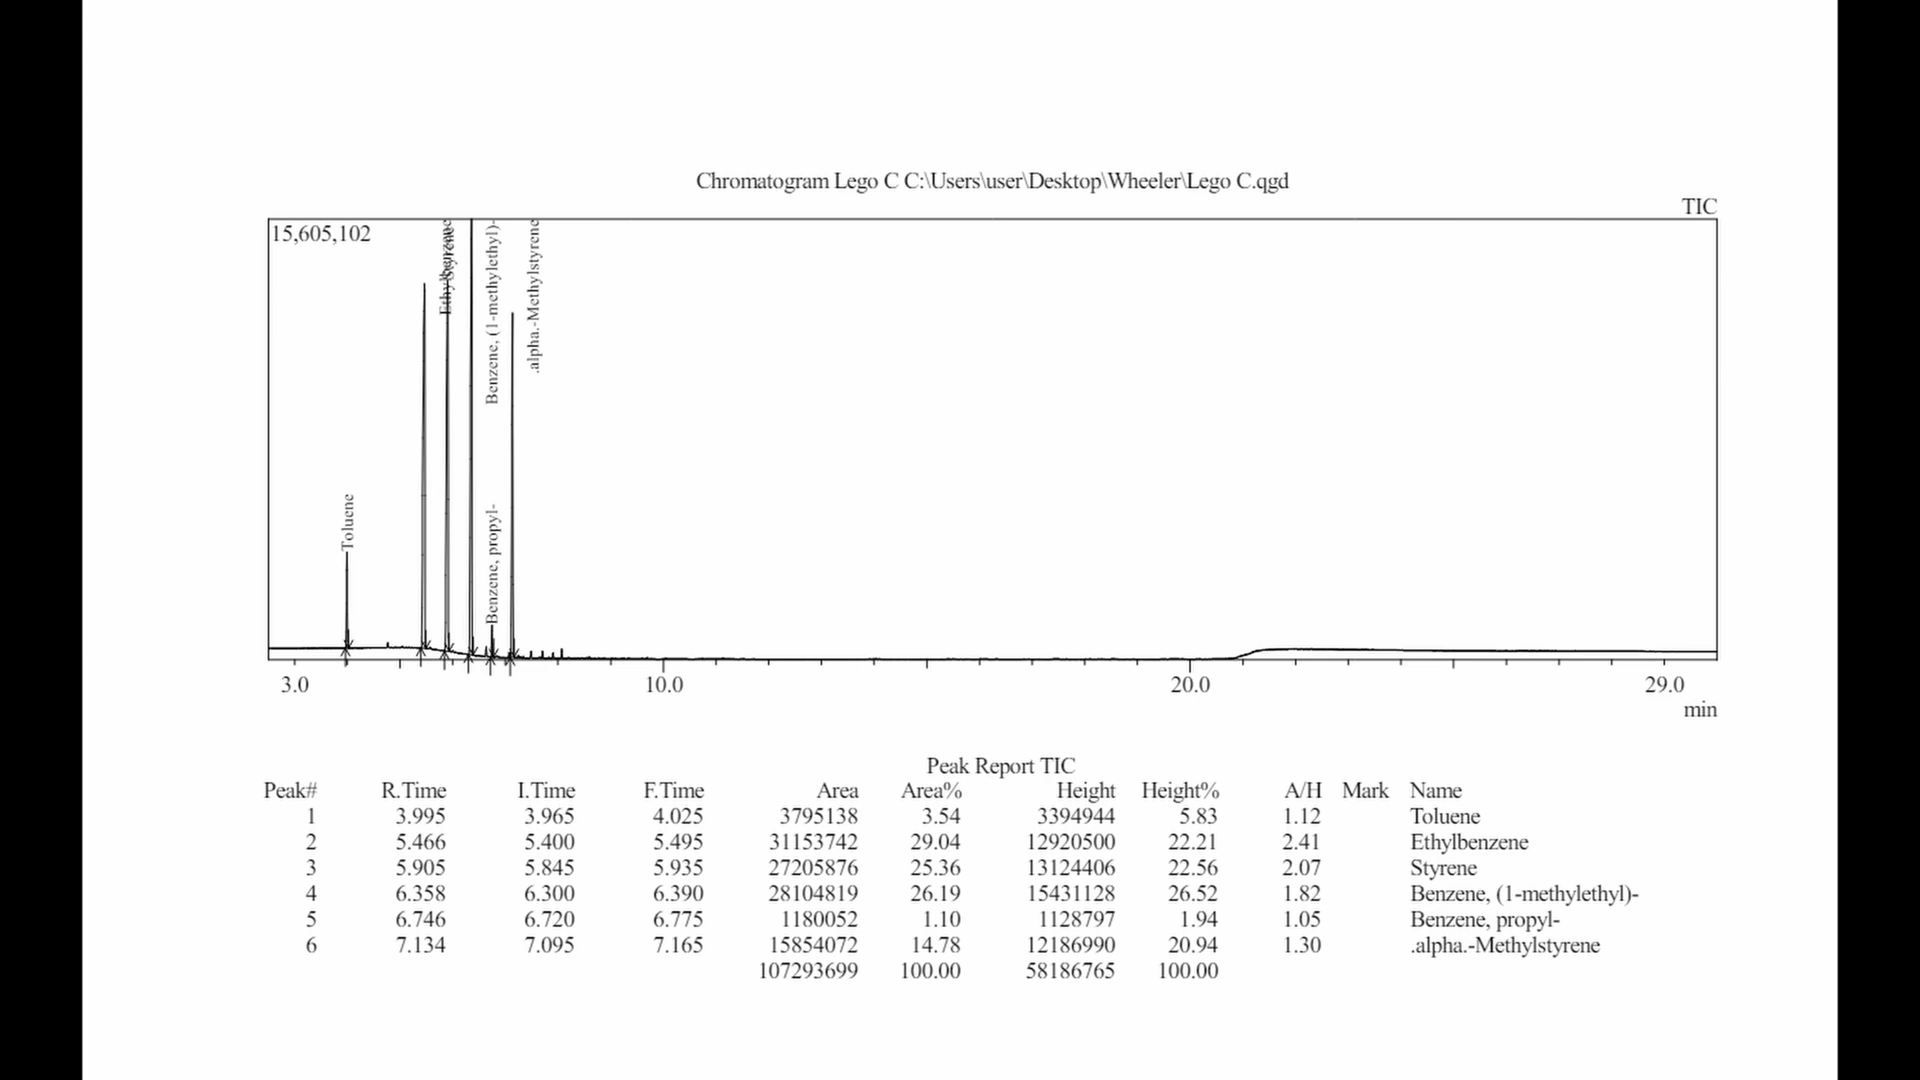 Chromatogram Lego C C:\Users\user\Desktop\Wheeler\Lego C.qgd
TIC
15,605,102
Toluene
Ethylbenzene
Styrene
Benzene, (1-methylethyl)-
Benzene, propyl-
.alpha.-Methylstyrene
3.0 10.0 20.0 29.0
min
Peak Report TIC
Peak# R.Time I.Time F.Time Area Area% Height Height% A/H Mark Name
1 3.995 3.965 4.025 3795138 3.54 3394944 5.83 1.12 Toluene
2 5.466 5.400 5.495 31153742 29.04 12920500 22.21 2.41 Ethylbenzene
3 5.905 5.845 5.935 27205876 25.36 13124406 22.56 2.07 Styrene
4 6.358 6.300 6.390 28104819 26.19 15431128 26.52 1.82 Benzene, (1-methylethyl)-
5 6.746 6.720 6.775 1180052 1.10 1128797 1.94 1.05 Benzene, propyl-
6 7.134 7.095 7.165 15854072 14.78 12186990 20.94 1.30 .alpha.-Methylstyrene
107293699 100.00 58186765 100.00